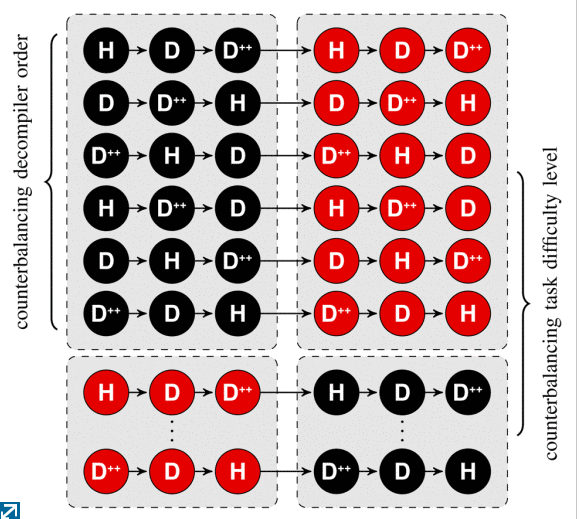 counterbalancing decompiler order
H D D++ H D D++
D D++ H D D++ H
D++ H D D++ H D
H D++ D H D++ D
D H D++ D H D++
D++ D H D++ D H
H D D++ H D D++
D++ D H D++ D H
counterbalancing task difficulty level